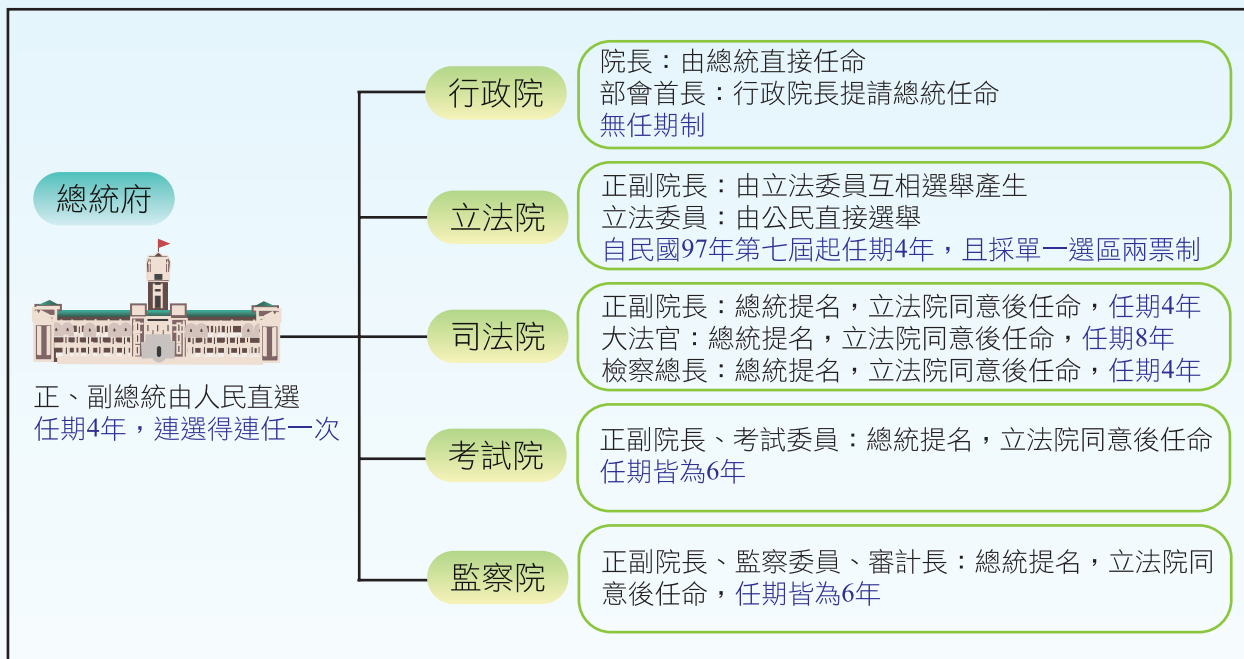 總統府
正、副總統由人民直選
任期4年，連選得連任一次
行政院
院長：由總統直接任命
部會首長：行政院長提請總統任命
無任期制
立法院
正副院長：由立法委員互相選舉產生
立法委員：由公民直接選舉
自民國97年第七屆起任期4年，且採單一選區兩票制
司法院
正副院長：總統提名，立法院同意後任命，任期4年
大法官：總統提名，立法院同意後任命，任期8年
檢察總長：總統提名，立法院同意後任命，任期4年
考試院
正副院長、考試委員：總統提名，立法院同意後任命
任期皆為6年
監察院
正副院長、監察委員、審計長：總統提名，立法院同
意後任命，任期皆為6年